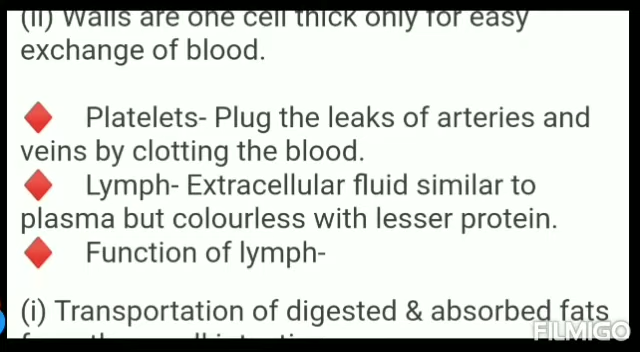 (ii) Walls are one cell thick only for easy
exchange of blood.
Platelets- Plug the leaks of arteries and
veins by clotting the blood.
Lymph- Extracellular fluid similar to
plasma but colourless with lesser protein.
Function of lymph-
(i) Transportation of digested & absorbed fats
FILMIGO